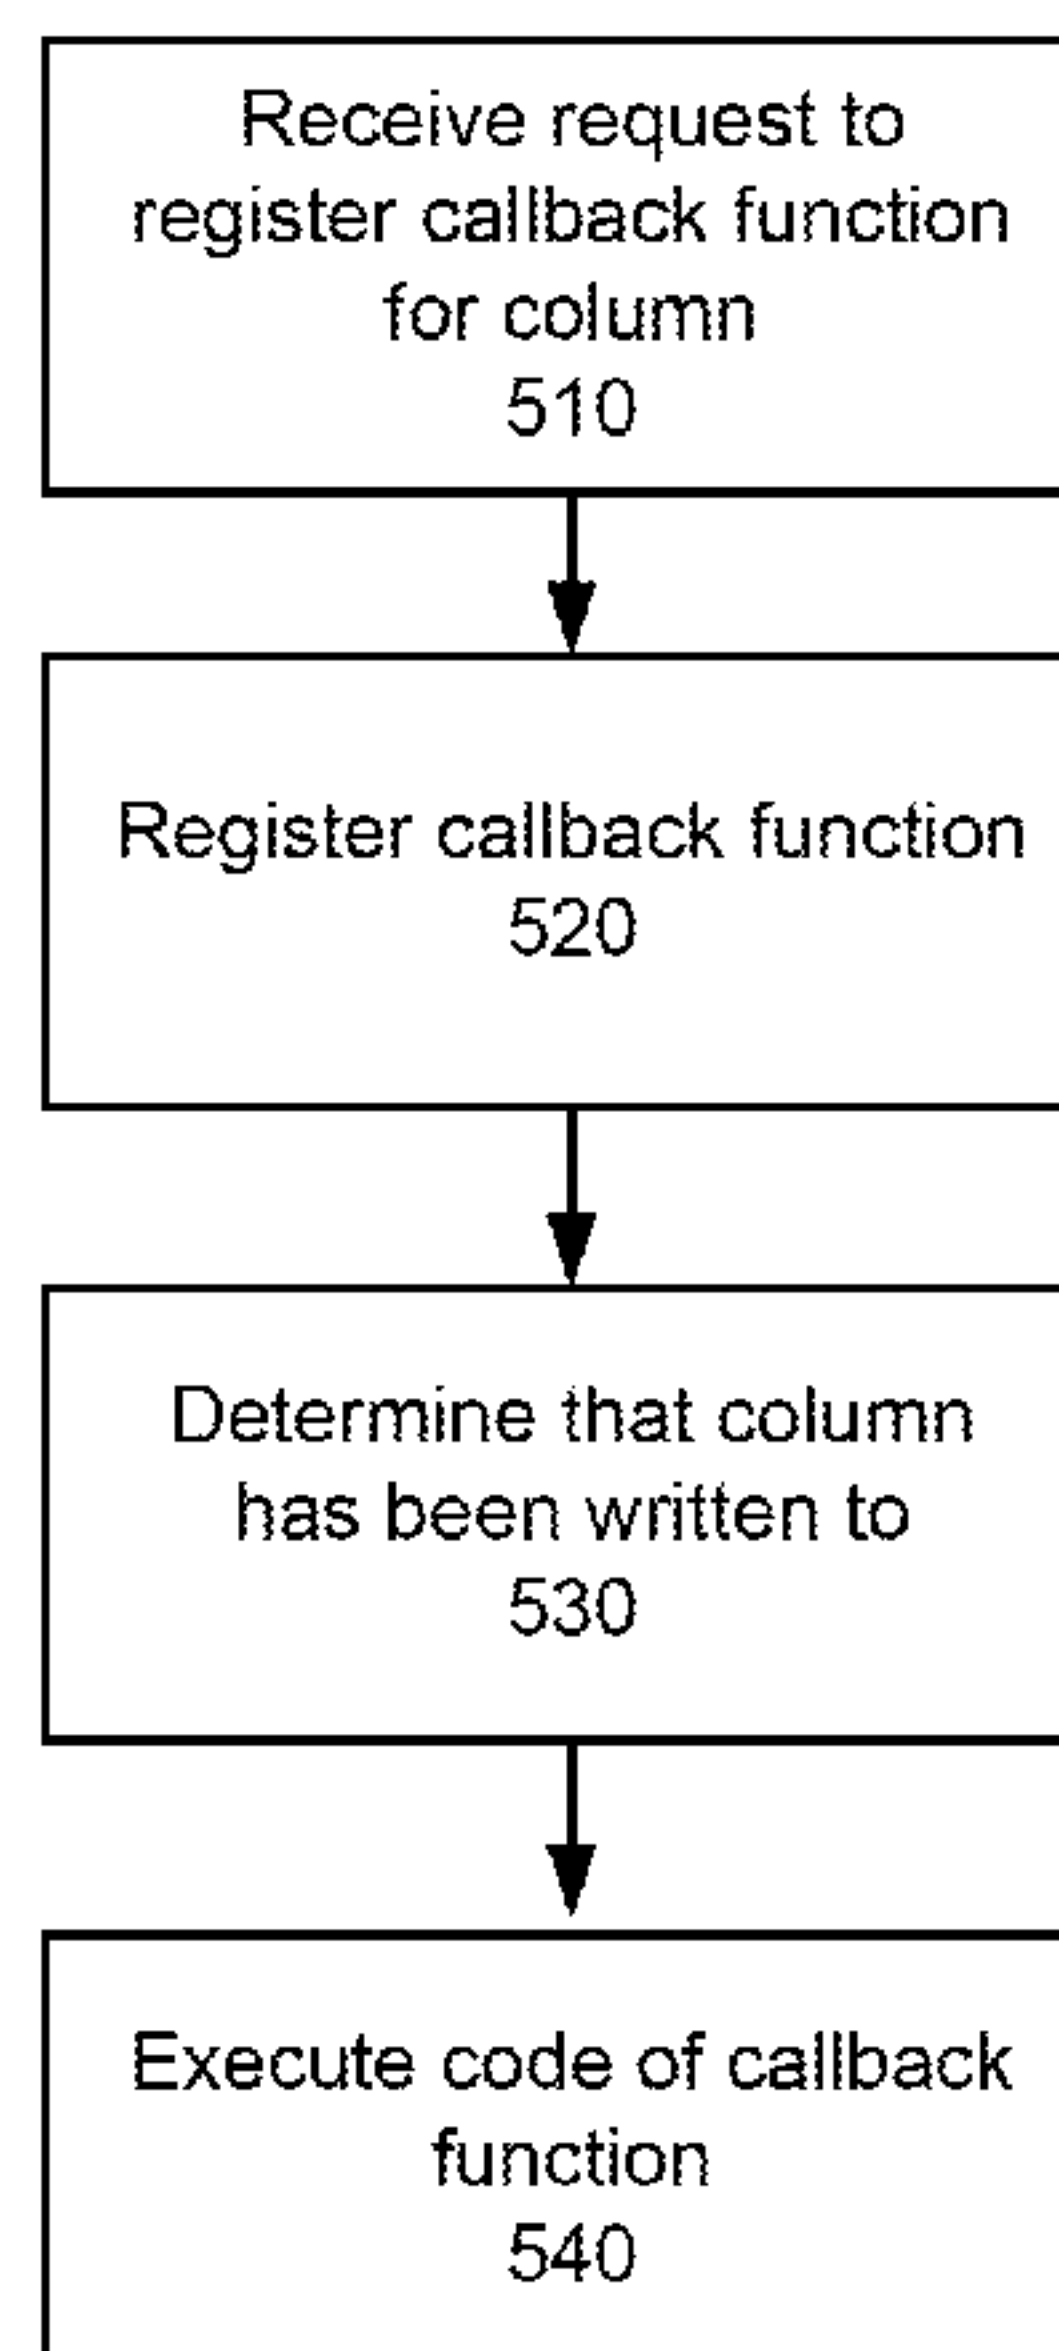 Receive request to
register callback function
for column
510
Register callback function
520
Determine that column
has been written to
530
Execute code of callback
function
540